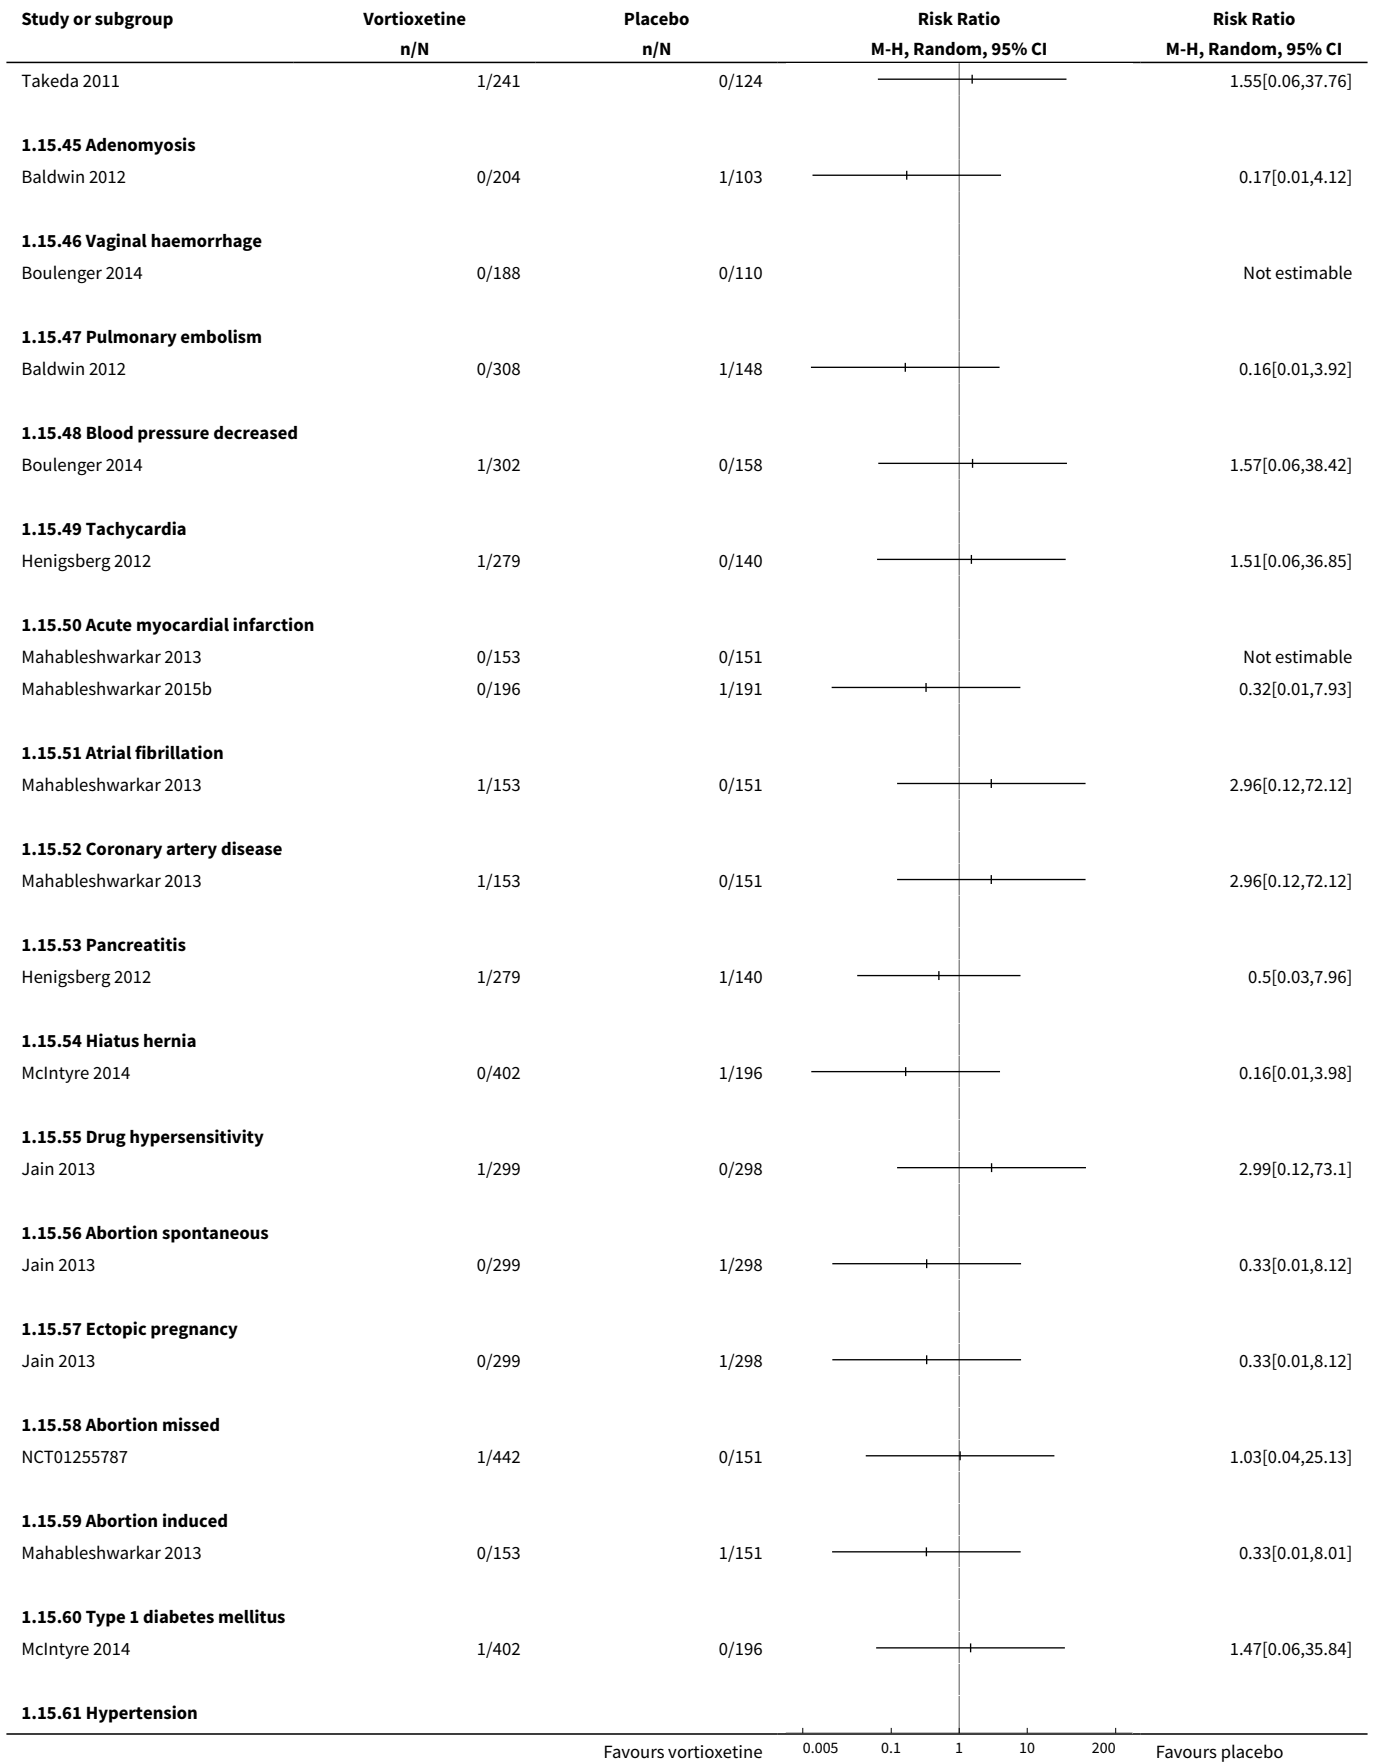 Study or subgroup Vortioxetine Placebo Risk Ratio Risk Ratio
n/N n/N M-H, Random, 95% CI M-H, Random, 95% CI
Takeda 2011 1/241 0/124 1.55[0.06,37.76]
1.15.45 Adenomyosis
Baldwin 2012 0/204 1/103 0.17[0.01,4.12]
1.15.46 Vaginal haemorrhage
Boulenger 2014 0/188 0/110 Not estimable
1.15.47 Pulmonary embolism
Baldwin 2012 0/308 1/148 0.16[0.01,3.92]
1.15.48 Blood pressure decreased
Boulenger 2014 1/302 0/158 1.57[0.06,38.42]
1.15.49 Tachycardia
Henigsberg 2012 1/279 0/140 1.51[0.06,36.85]
1.15.50 Acute myocardial infarction
Mahableshwarkar 2013 0/153 0/151 Not estimable
Mahableshwarkar 2015b 0/196 1/191 0.32[0.01,7.93]
1.15.51 Atrial fibrillation
Mahableshwarkar 2013 1/153 0/151 2.96[0.12,72.12]
1.15.52 Coronary artery disease
Mahableshwarkar 2013 1/153 0/151 2.96[0.12,72.12]
1.15.53 Pancreatitis
Henigsberg 2012 1/279 1/140 0.5[0.03,7.96]
1.15.54 Hiatus hernia
McIntyre 2014 0/402 1/196 0.16[0.01,3.98]
1.15.55 Drug hypersensitivity
Jain 2013 1/299 0/298 2.99[0.12,73.1]
1.15.56 Abortion spontaneous
Jain 2013 0/299 1/298 0.33[0.01,8.12]
1.15.57 Ectopic pregnancy
Jain 2013 0/299 1/298 0.33[0.01,8.12]
1.15.58 Abortion missed
NCT01255787 1/442 0/151 1.03[0.04,25.13]
1.15.59 Abortion induced
Mahableshwarkar 2013 0/153 1/151 0.33[0.01,8.01]
1.15.60 Type 1 diabetes mellitus
McIntyre 2014 1/402 0/196 1.47[0.06,35.84]
1.15.61 Hypertension
Favours vortioxetine 0.005 0.1 1 10 200 Favours placebo